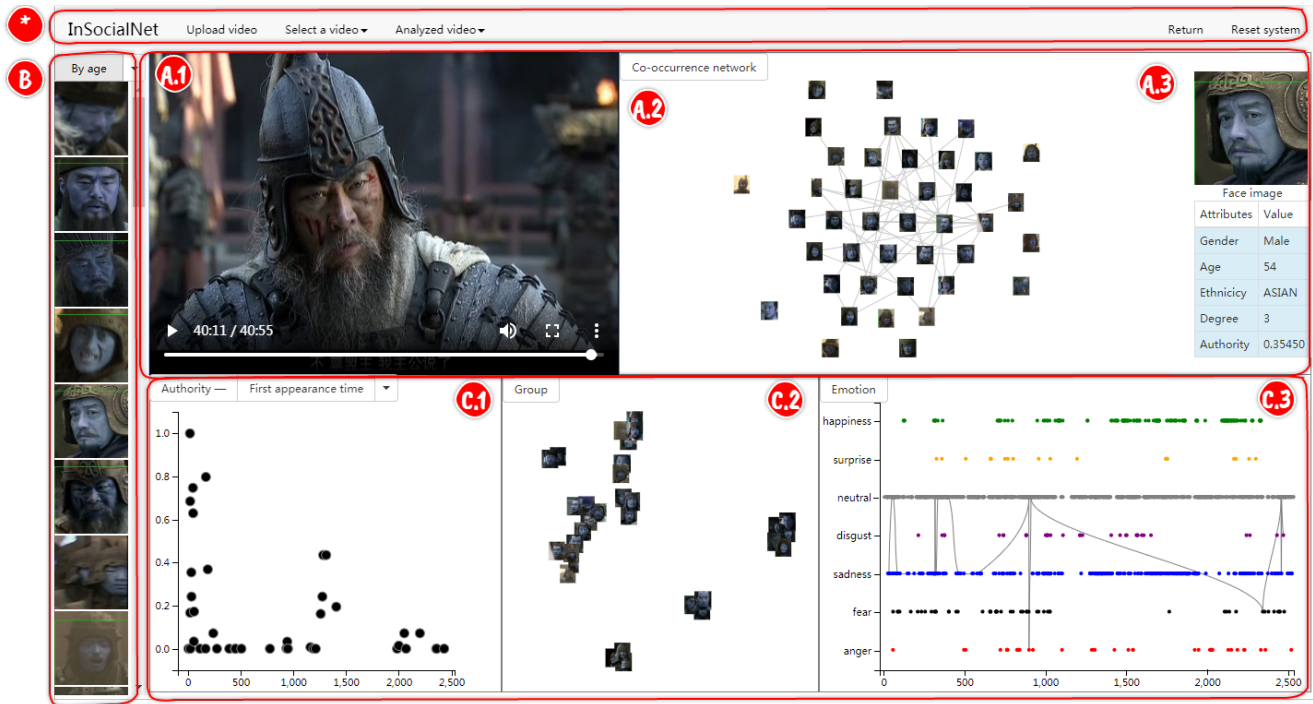 *
InSocialNet Upload video Select a video Analyzed video Return Reset system
B
By age
A.1
A.2
A.3
Co-occurrence network
40:11 / 40:55
Face image
Attributes Value
Gender Male
Age 54
Ethnicicy ASIAN
Degree 3
Authority 0.35450
Authority — First appearance time
C.1
1.0
0.8
0.6
0.4
0.2
0.0
0 500 1,000 1,500 2,000 2,500
Group
C.2
Emotion
C.3
happiness
surprise
neutral
disgust
sadness
fear
anger
0 500 1,000 1,500 2,000 2,500